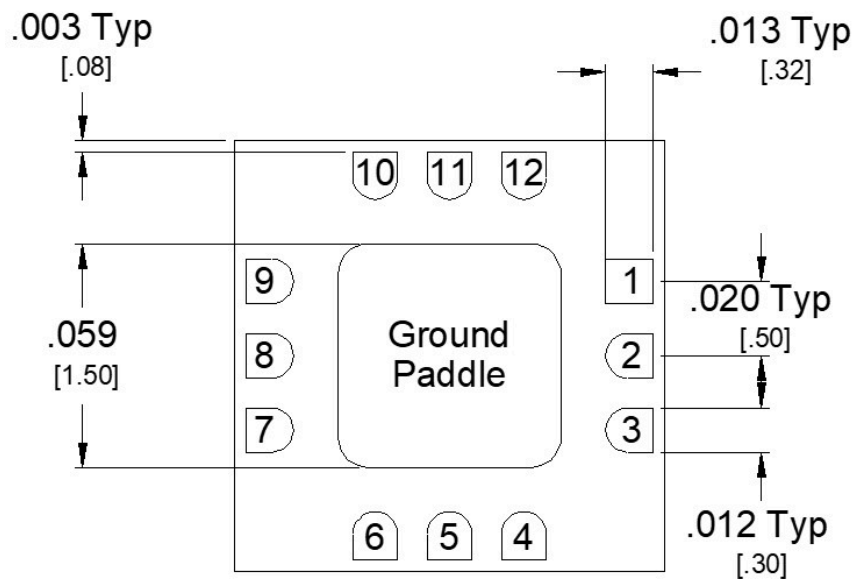 .003 Typ
[.08]
.013 Typ
[.32]
10 11 12
9
1
.020 Typ
[.50]
.059
[1.50]
Ground
Paddle
8
2
7
3
6 5 4
.012 Typ
[.30]